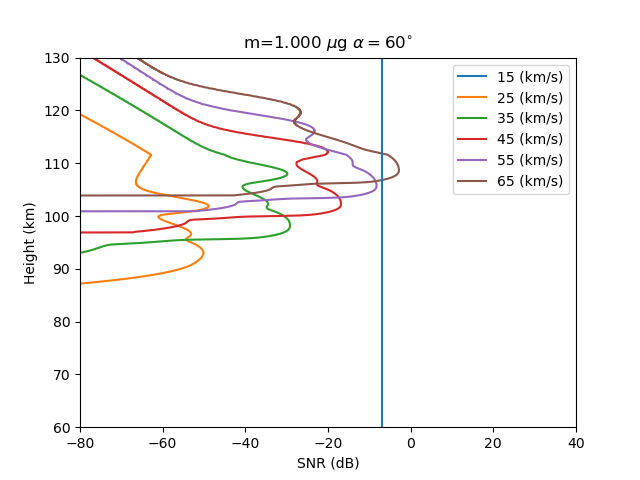 m=1.000 μg α = 60°
130
120
110
100
90
80
70
60
Height (km)
−80
−60
−40
−20
0
20
40
SNR (dB)
15 (km/s)
25 (km/s)
35 (km/s)
45 (km/s)
55 (km/s)
65 (km/s)